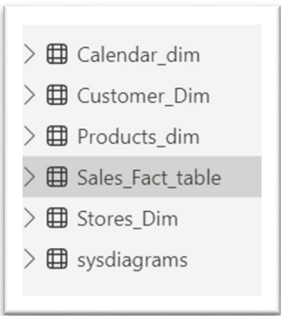 Calendar_dim
Customer_Dim
Products_dim
Sales_Fact_table
Stores_Dim
sysdiagrams